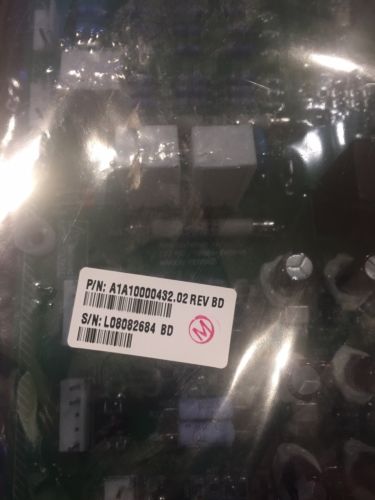 P/N: A1A10000432.02 REV BD
S/N: L08082684 BD
M